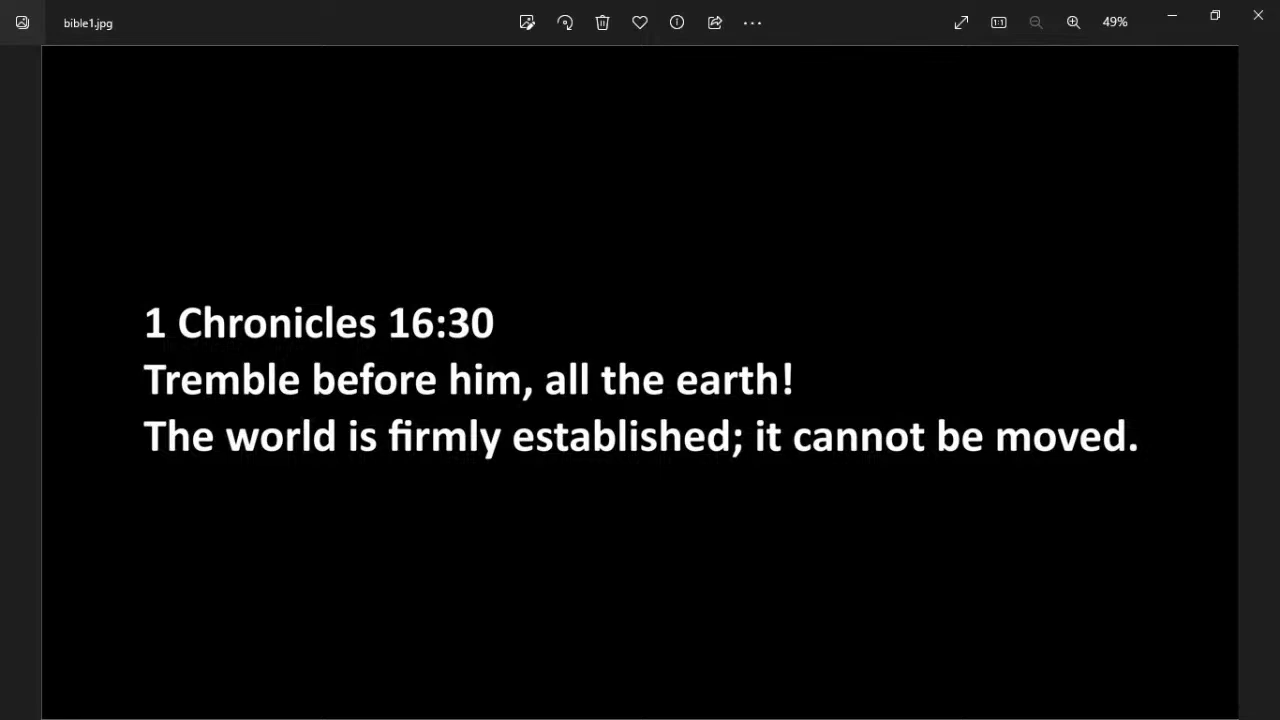 bible1.jpg
49%
1 Chronicles 16:30
Tremble before him, all the earth!
The world is firmly established; it cannot be moved.